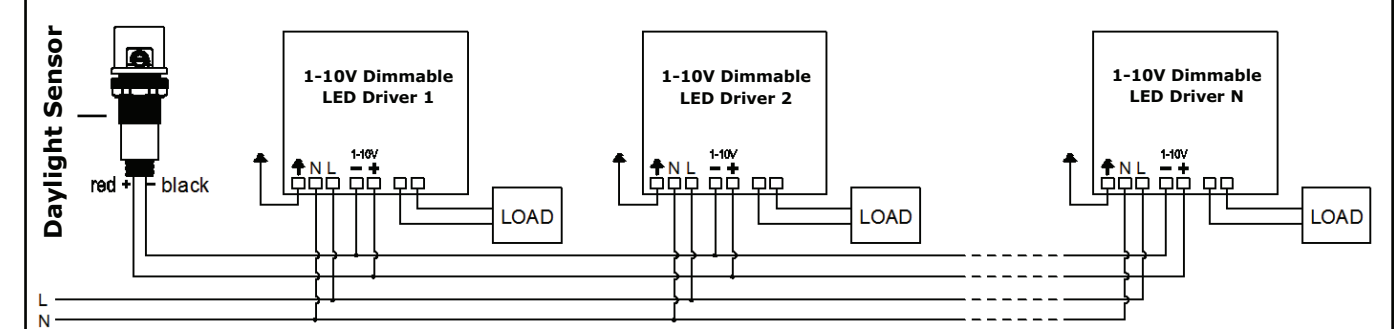 Daylight Sensor
red + - black
1-10V Dimmable
LED Driver 1
1-10V
N L - +
LOAD
1-10V Dimmable
LED Driver 2
1-10V
N L - +
LOAD
1-10V Dimmable
LED Driver N
1-10V
N L - +
LOAD
L
N